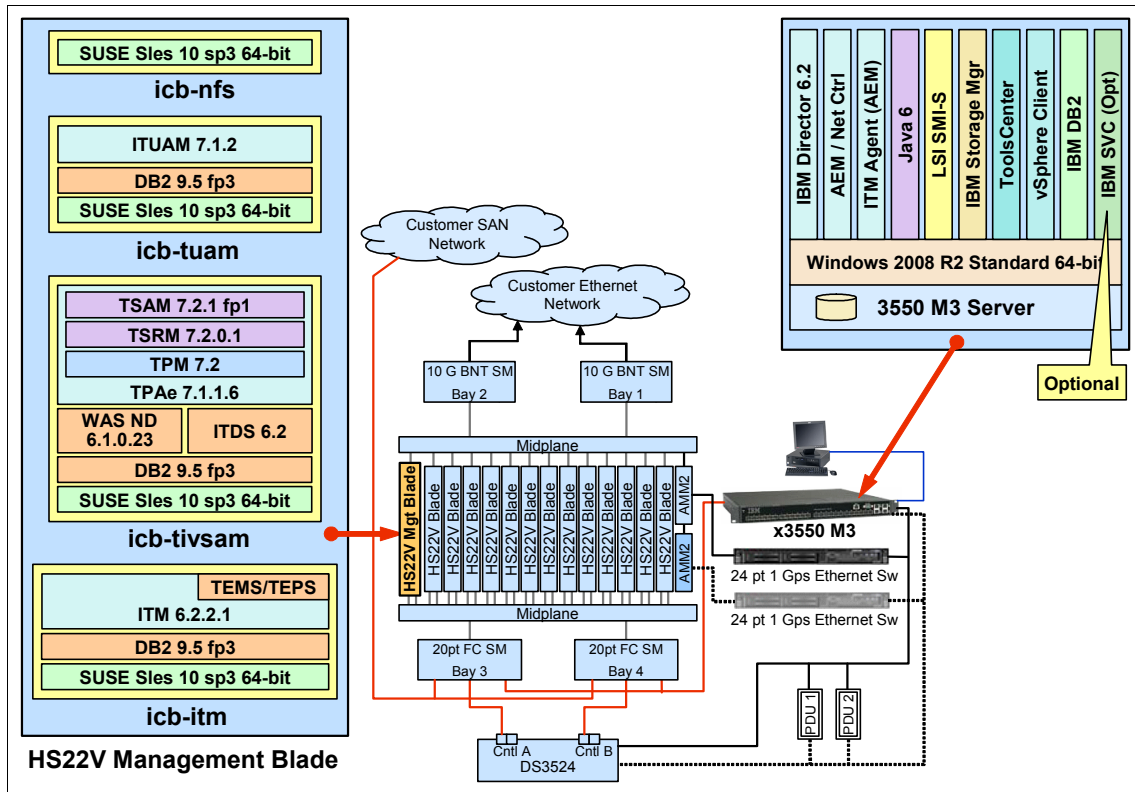 SUSE Sles 10 sp3 64-bit
icb-nfs
ITUAM 7.1.2
DB2 9.5 fp3
SUSE Sles 10 sp3 64-bit
icb-tuam
TSAM 7.2.1 fp1
TSRM 7.2.0.1
TPM 7.2
TPAe 7.1.1.6
WAS ND
6.1.0.23
ITDS 6.2
DB2 9.5 fp3
SUSE Sles 10 sp3 64-bit
icb-tivsam
TEMS/TEPS
ITM 6.2.2.1
DB2 9.5 fp3
SUSE Sles 10 sp3 64-bit
icb-itm
HS22V Management Blade
Customer SAN
Network
Customer Ethernet
Network
10 G BNT SM
Bay 2
10 G BNT SM
Bay 1
Midplane
HS22V Mgt Blade
HS22V Blade
HS22V Blade
HS22V Blade
HS22V Blade
HS22V Blade
HS22V Blade
HS22V Blade
HS22V Blade
HS22V Blade
HS22V Blade
HS22V Blade
AMM2
AMM2
Midplane
20pt FC SM
Bay 3
20pt FC SM
Bay 4
Cntl A
Cntl B
DS3524
IBM Director 6.2
AEM / Net Ctrl
ITM Agent (AEM)
Java 6
LSI SMI-S
IBM Storage Mgr
ToolsCenter
vSphere Client
IBM DB2
IBM SVC (Opt)
Windows 2008 R2 Standard 64-bit
3550 M3 Server
Optional
IBM
x3550 M3
24 pt 1 Gps Ethernet Sw
24 pt 1 Gps Ethernet Sw
PDU 1
PDU 2